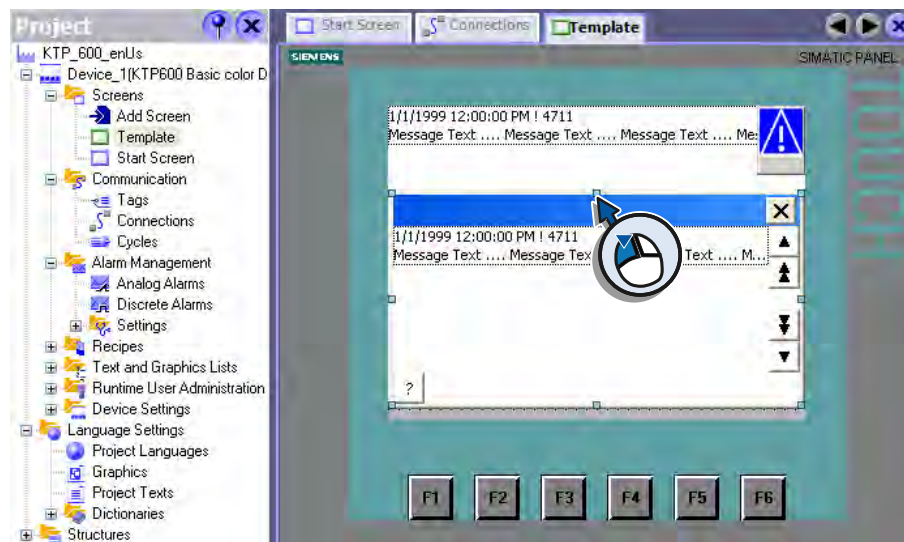 Project
Start Screen
Connections
Template
KTP_600_enUs
Device_1(KTP600 Basic color D
Screens
Add Screen
Template
Start Screen
Communication
Tags
Connections
Cycles
Alarm Management
Analog Alarms
Discrete Alarms
Settings
Recipes
Text and Graphics Lists
Runtime User Administration
Device Settings
Language Settings
Project Languages
Graphics
Project Texts
Dictionaries
Structures
SIEMENS
SIMATIC PANEL
TOUCH
1/1/1999 12:00:00 PM ! 4711
Message Text .... Message Text .... Message Text .... Me:
1/1/1999 12:00:00 PM ! 4711
Message Text .... Message Tex Text .... M...
?
F1 F2 F3 F4 F5 F6